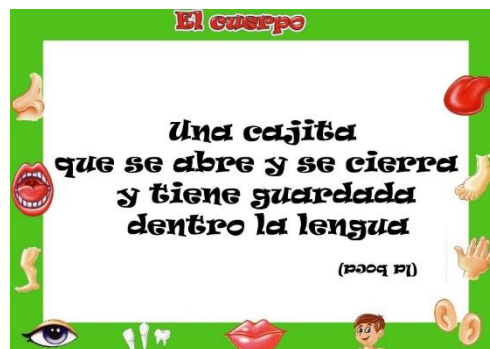 El cuerpo
Una cajita
que se abre y se cierra
y tiene guardada
dentro la lengua
(la boca)